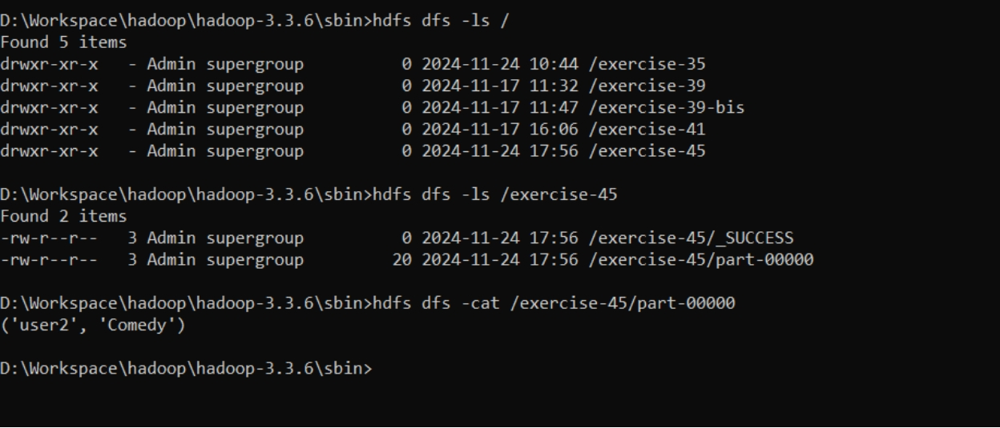 D:\Workspace\hadoop\hadoop-3.3.6\sbin>hdfs dfs -ls /
Found 5 items
drwxr-xr-x   - Admin supergroup          0 2024-11-24 10:44 /exercise-35
drwxr-xr-x   - Admin supergroup          0 2024-11-17 11:32 /exercise-39
drwxr-xr-x   - Admin supergroup          0 2024-11-17 11:47 /exercise-39-bis
drwxr-xr-x   - Admin supergroup          0 2024-11-17 16:06 /exercise-41
drwxr-xr-x   - Admin supergroup          0 2024-11-24 17:56 /exercise-45
D:\Workspace\hadoop\hadoop-3.3.6\sbin>hdfs dfs -ls /exercise-45
Found 2 items
-rw-r--r--   3 Admin supergroup          0 2024-11-24 17:56 /exercise-45/_SUCCESS
-rw-r--r--   3 Admin supergroup         20 2024-11-24 17:56 /exercise-45/part-00000
D:\Workspace\hadoop\hadoop-3.3.6\sbin>hdfs dfs -cat /exercise-45/part-00000
('user2', 'Comedy')
D:\Workspace\hadoop\hadoop-3.3.6\sbin>